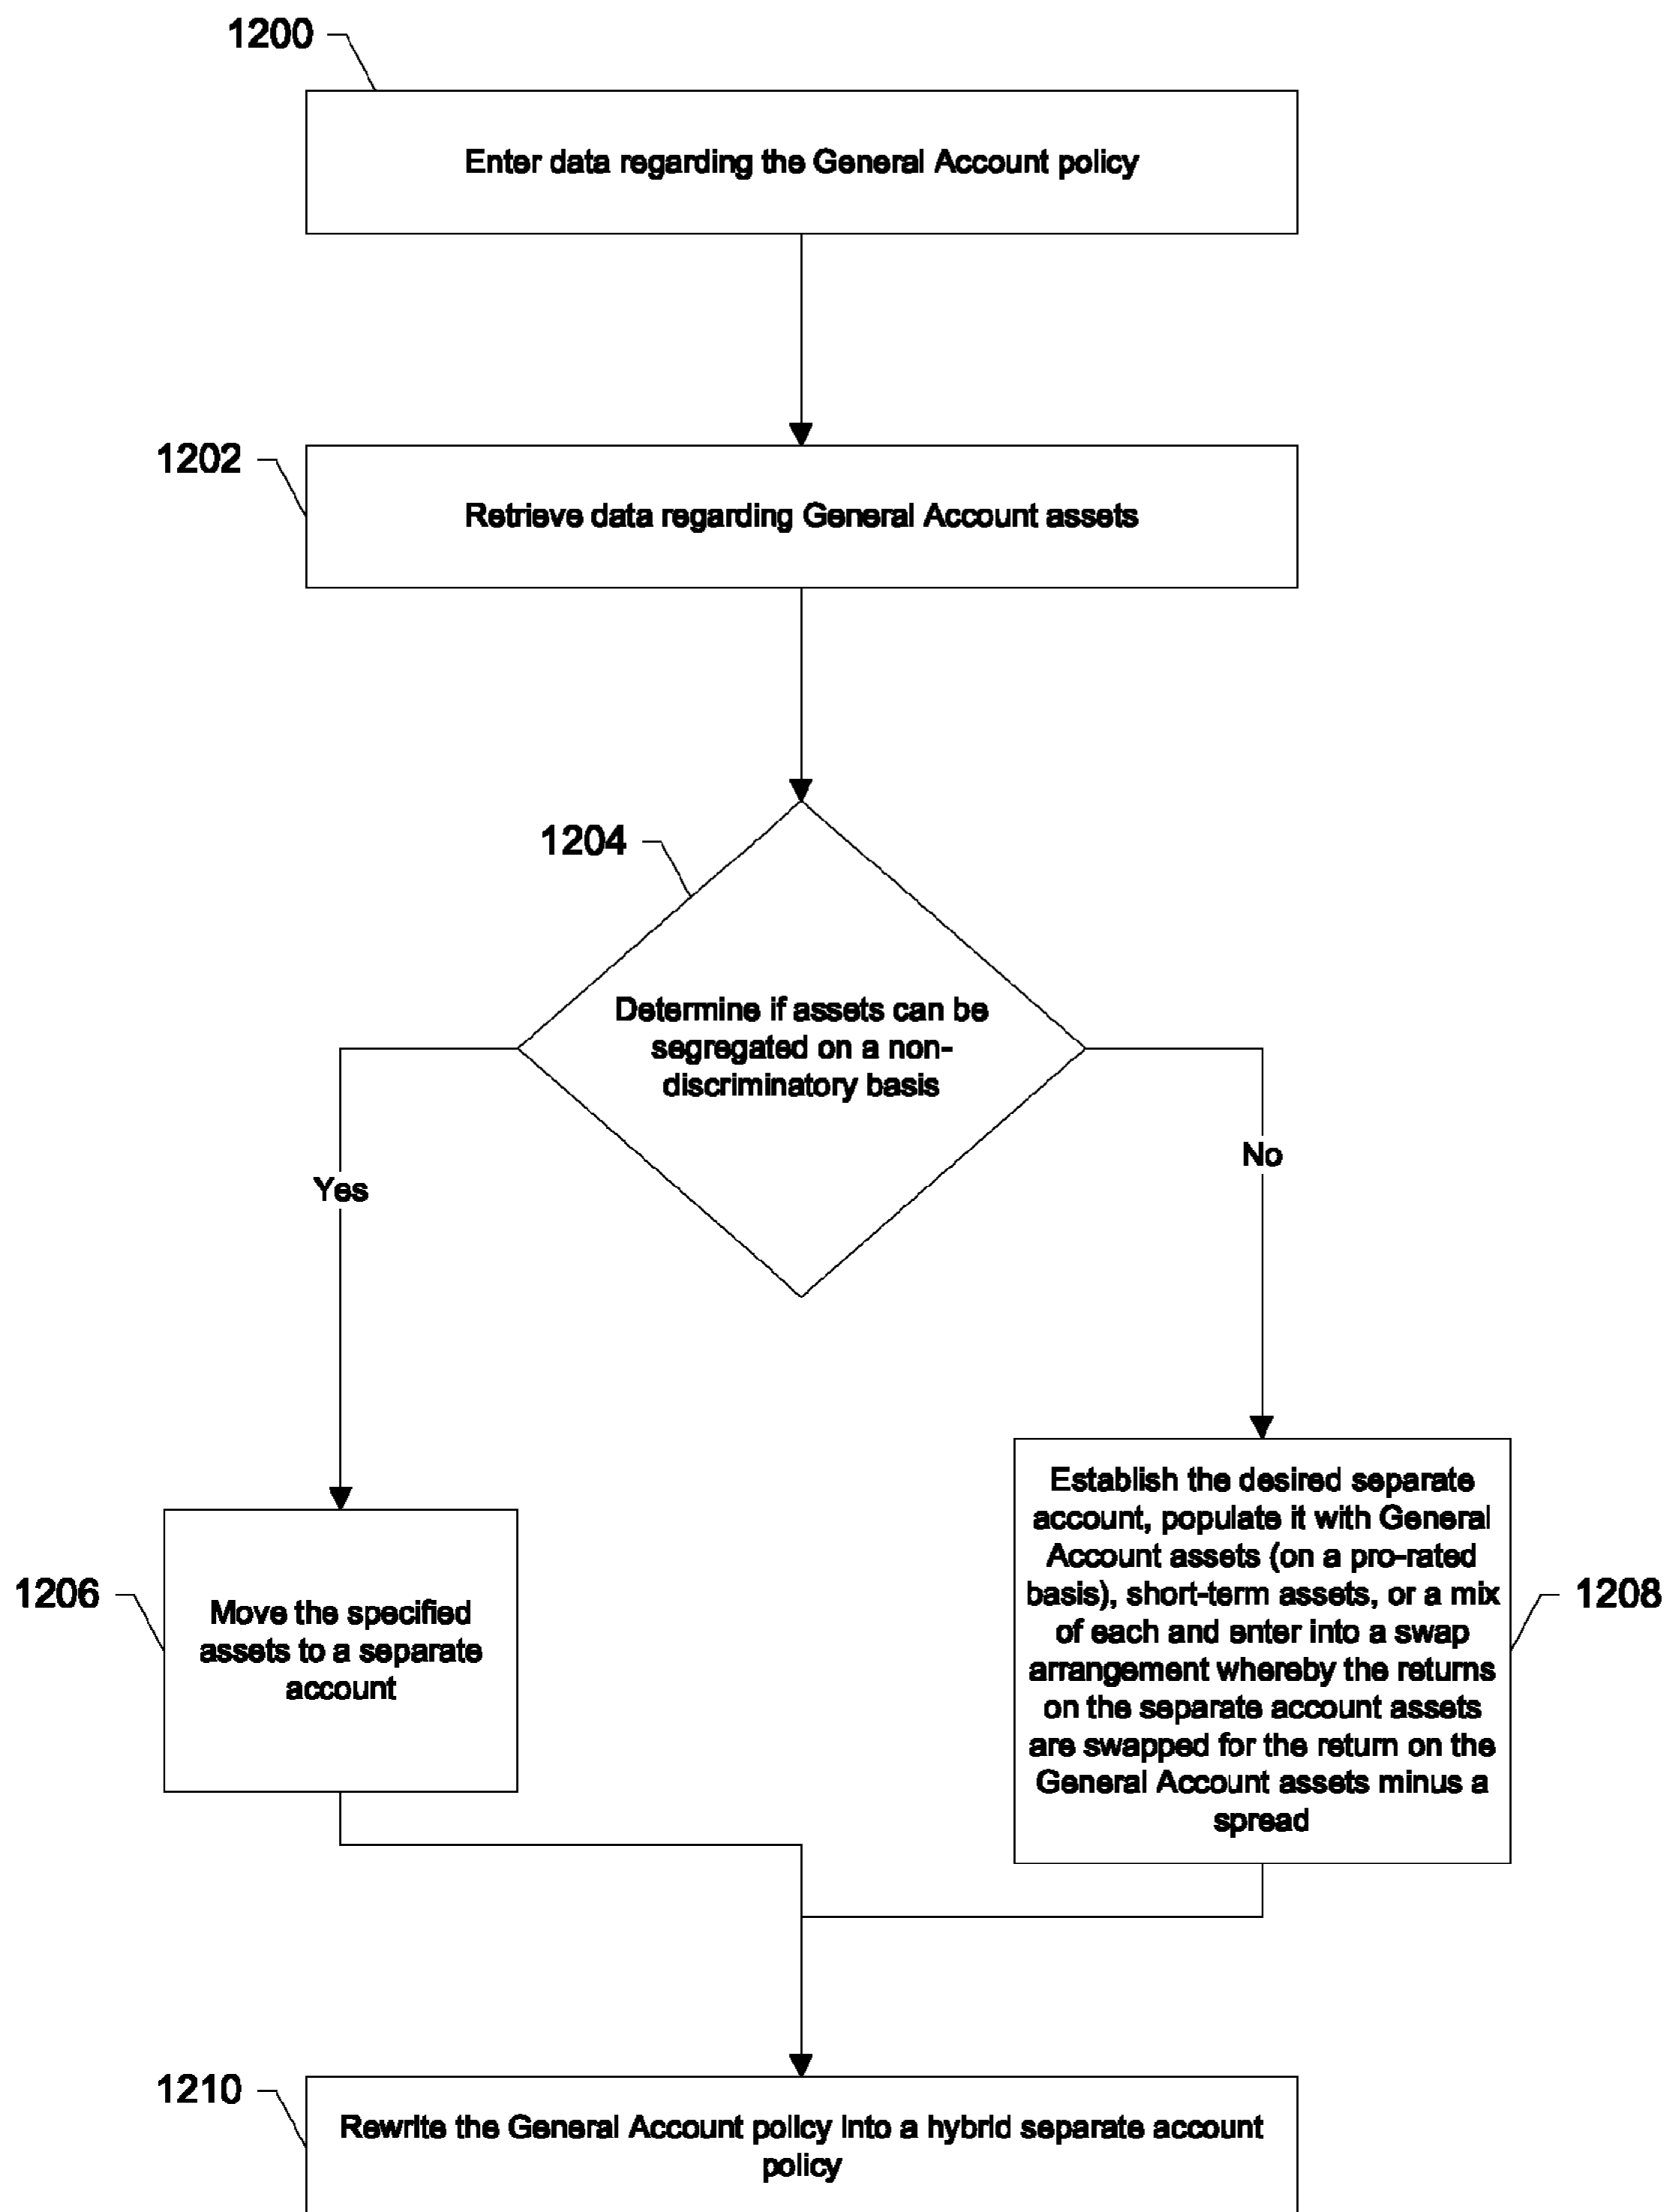 1200
Enter data regarding the General Account policy
1202
Retrieve data regarding General Account assets
1204
Determine if assets can be
segregated on a non-
discriminatory basis
Yes
No
1206
Move the specified
assets to a separate
account
Establish the desired separate
account, populate it with General
Account assets (on a pro-rated
basis), short-term assets, or a mix
of each and enter into a swap
arrangement whereby the returns
on the separate account assets
are swapped for the return on the
General Account assets minus a
spread
1208
1210
Rewrite the General Account policy into a hybrid separate account
policy